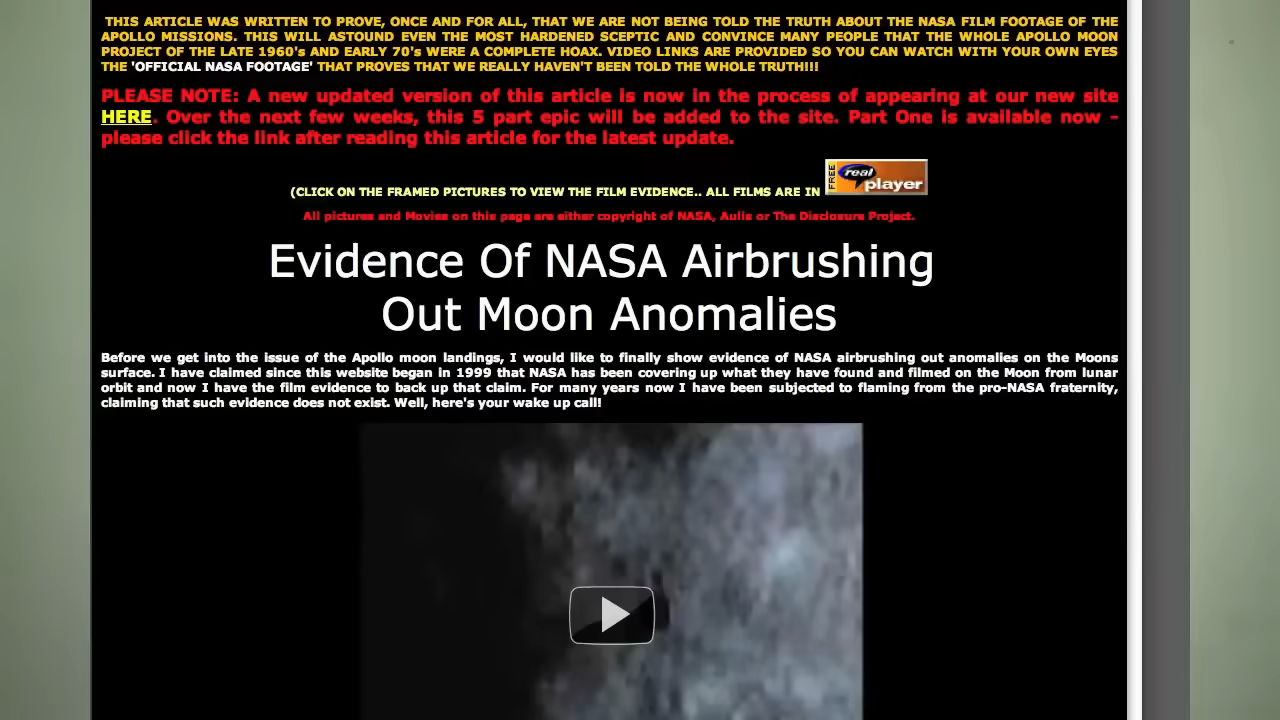 THIS ARTICLE WAS WRITTEN TO PROVE, ONCE AND FOR ALL, THAT WE ARE NOT BEING TOLD THE TRUTH ABOUT THE NASA FILM FOOTAGE OF THE
APOLLO MISSIONS. THIS WILL ASTOUND EVEN THE MOST HARDENED SCEPTIC AND CONVINCE MANY PEOPLE THAT THE WHOLE APOLLO MOON
PROJECT OF THE LATE 1960's AND EARLY 70's WERE A COMPLETE HOAX. VIDEO LINKS ARE PROVIDED SO YOU CAN WATCH WITH YOUR OWN EYES
THE 'OFFICIAL NASA FOOTAGE' THAT PROVES THAT WE REALLY HAVEN'T BEEN TOLD THE WHOLE TRUTH!!!
PLEASE NOTE: A new updated version of this article is now in the process of appearing at our new site
HERE. Over the next few weeks, this 5 part epic will be added to the site. Part One is available now -
please click the link after reading this article for the latest update.
(CLICK ON THE FRAMED PICTURES TO VIEW THE FILM EVIDENCE.. ALL FILMS ARE IN FREE real player
All pictures and Movies on this page are either copyright of NASA, Aulis or The Disclosure Project.
Evidence Of NASA Airbrushing
Out Moon Anomalies
Before we get into the issue of the Apollo moon landings, I would like to finally show evidence of NASA airbrushing out anomalies on the Moons
surface. I have claimed since this website began in 1999 that NASA has been covering up what they have found and filmed on the Moon from lunar
orbit and now I have the film evidence to back up that claim. For many years now I have been subjected to flaming from the pro-NASA fraternity,
claiming that such evidence does not exist. Well, here's your wake up call!